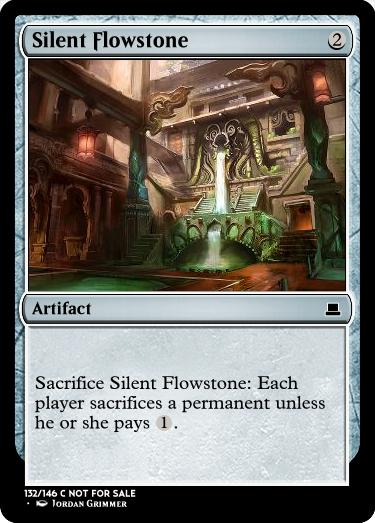 Silent Flowstone 2
Artifact
Sacrifice Silent Flowstone: Each
player sacrifices a permanent unless
he or she pays 1.
132/146 C NOT FOR SALE
· Jordan Grimmer